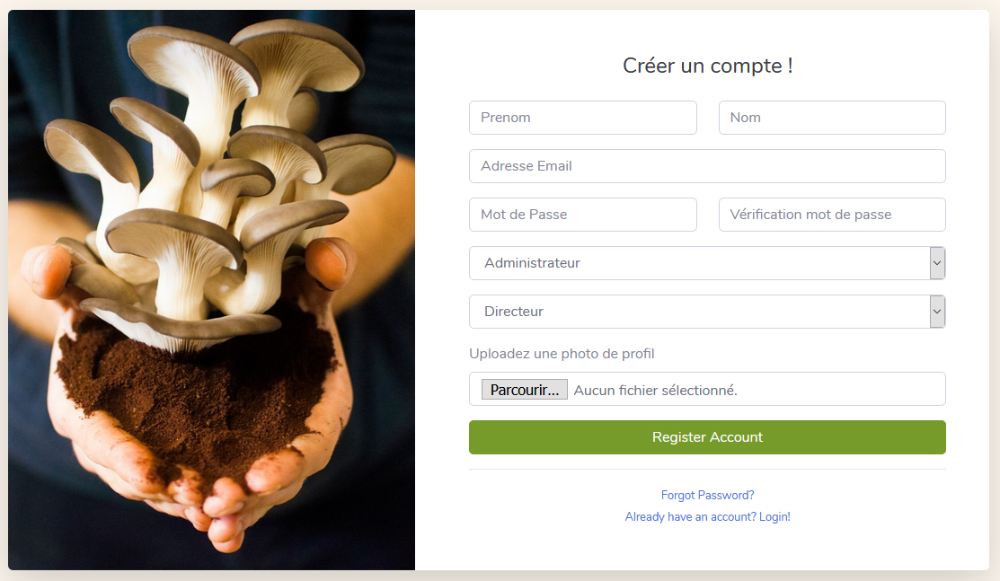 Créer un compte !
Prenom
Nom
Adresse Email
Mot de Passe
Vérification mot de passe
Administrateur
Directeur
Uploadez une photo de profil
Parcourir... Aucun fichier sélectionné.
Register Account
Forgot Password?
Already have an account? Login!